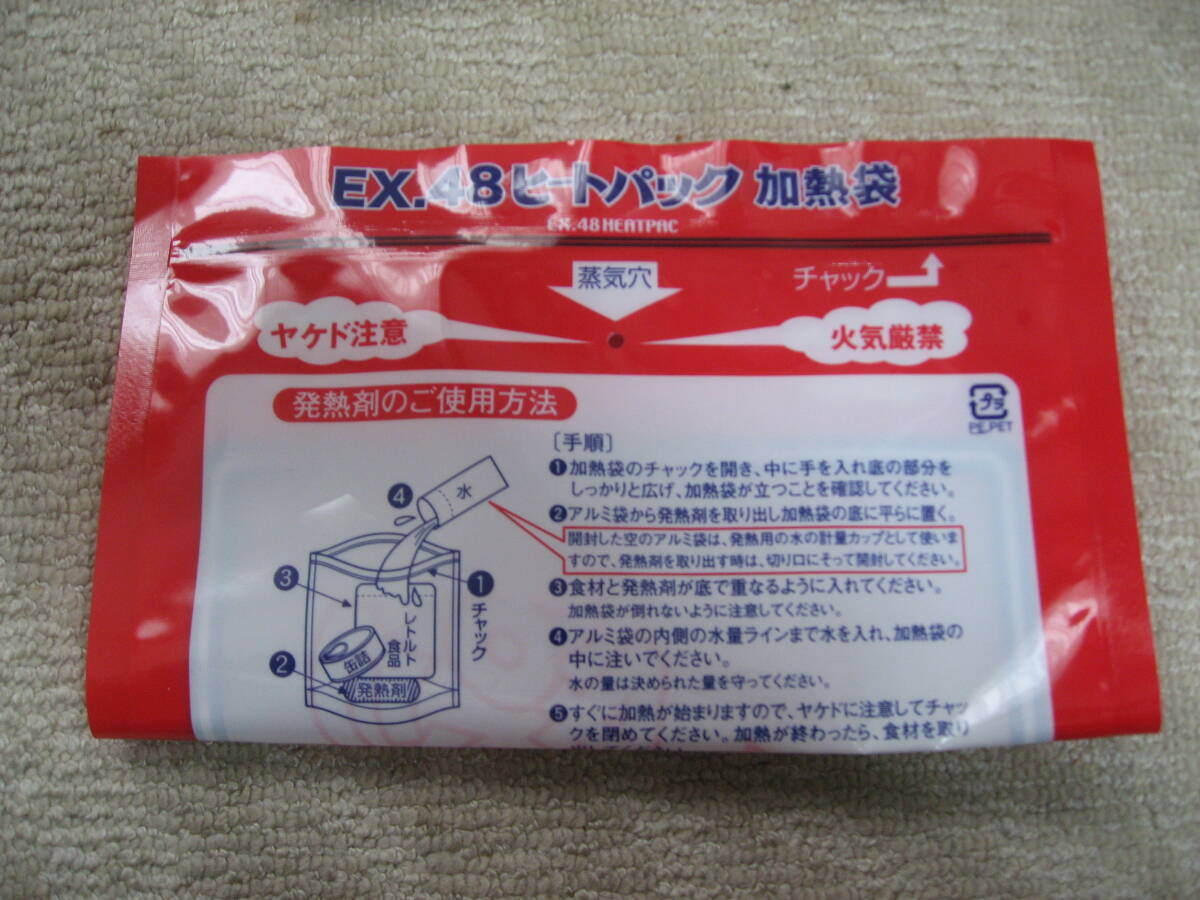 EX.48ヒートパック 加熱袋
EX.48HEATPAC
蒸気穴
チャック
ヤケド注意
火気厳禁
発熱剤のご使用方法
プラ
PE,PET
〔手順〕
❶加熱袋のチャックを開き、中に手を入れ底の部分を
しっかりと広げ、加熱袋が立つことを確認してください。
❷アルミ袋から発熱剤を取り出し加熱袋の底に平らに置く。
開封した空のアルミ袋は、発熱用の水の計量カップとして使いま
すので、発熱剤を取り出す時は、切り口にそって開封してください。
❸食材と発熱剤が底で重なるように入れてください。
加熱袋が倒れないように注意してください。
❹アルミ袋の内側の水量ラインまで水を入れ、加熱袋の
中に注いでください。
水の量は決められた量を守ってください。
❺すぐに加熱が始まりますので、ヤケドに注意してチャッ
クを閉めてください。加熱が終わったら、食材を取り
❹
水
❸
❶
チャック
レトルト
食品
缶詰
❷
発熱剤